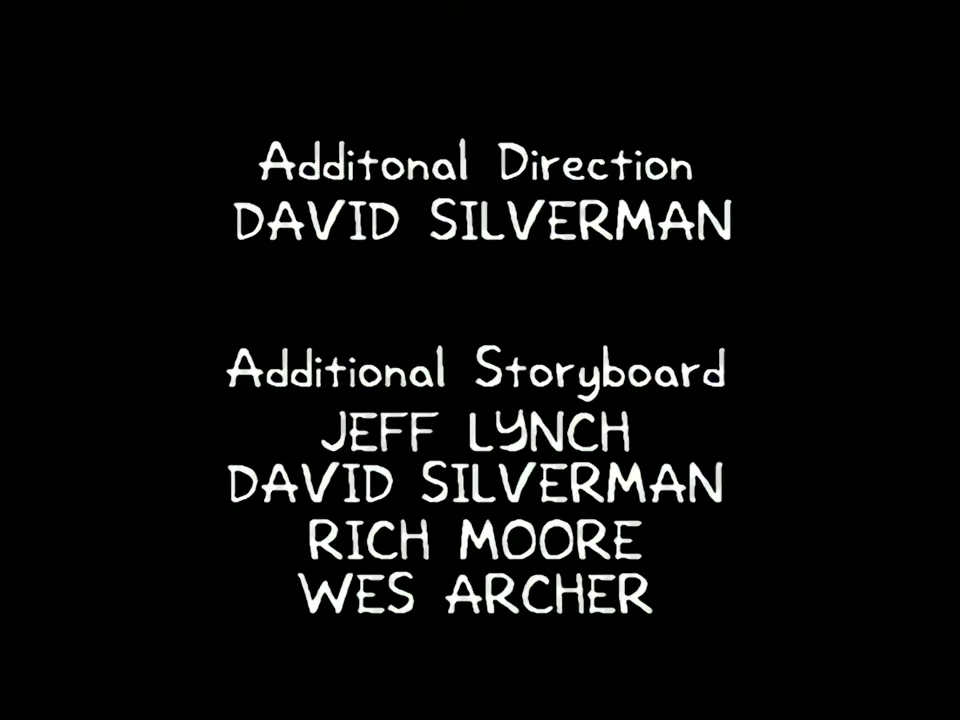 Additonal Direction
DAVID SILVERMAN
Additional Storyboard
JEFF LYNCH
DAVID SILVERMAN
RICH MOORE
WES ARCHER